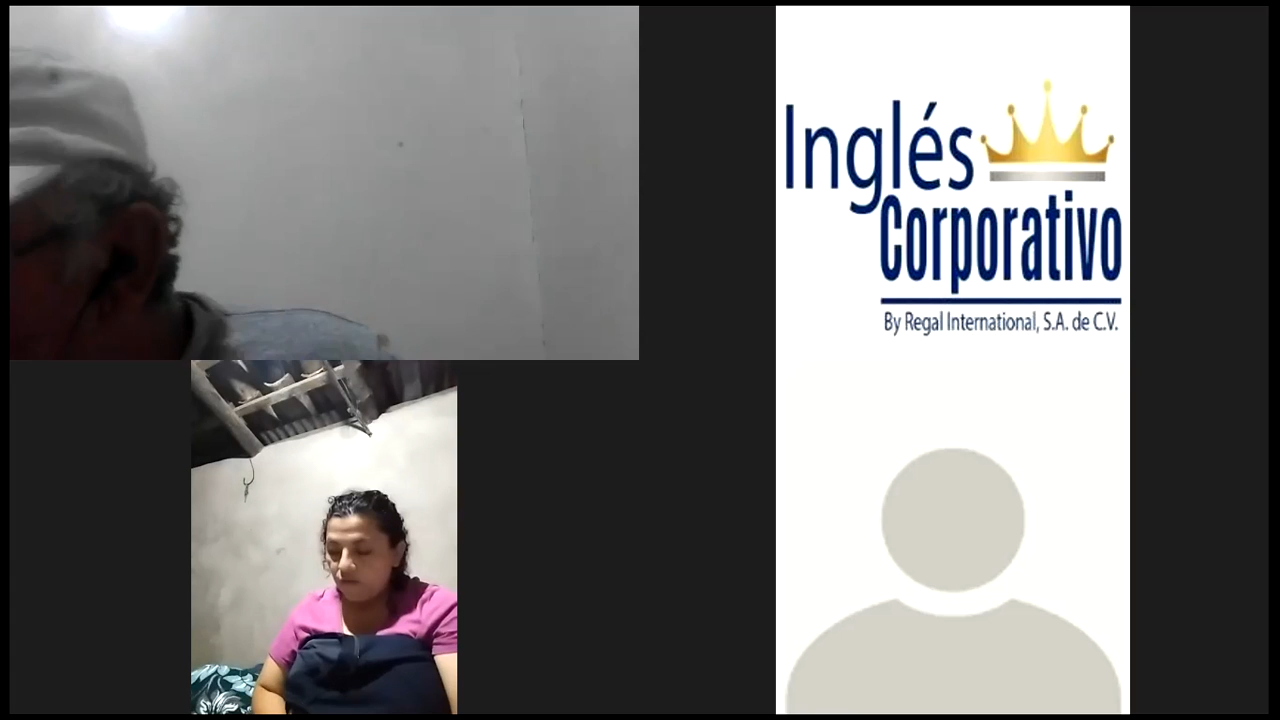 Inglés
Corporativo
By Regal International, S.A. de C.V.